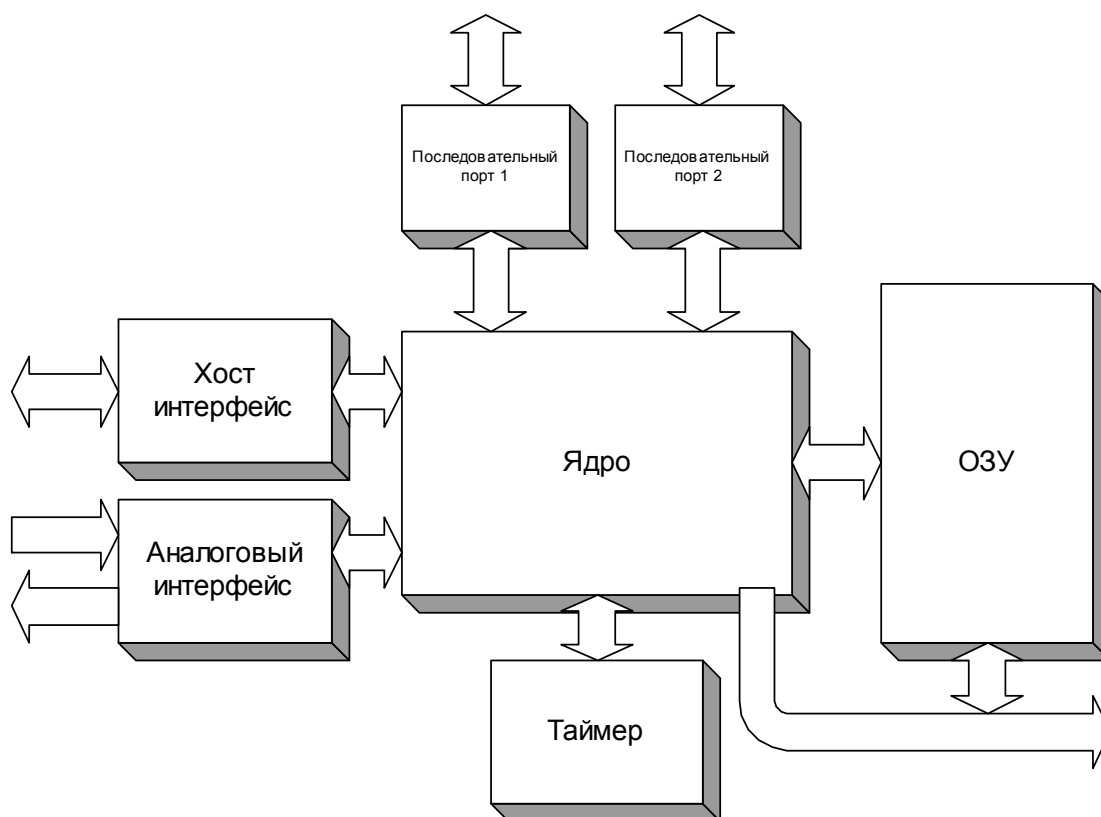 Последовательный
порт 1
Последовательный
порт 2
Хост
интерфейс
Ядро
ОЗУ
Аналоговый
интерфейс
Таймер